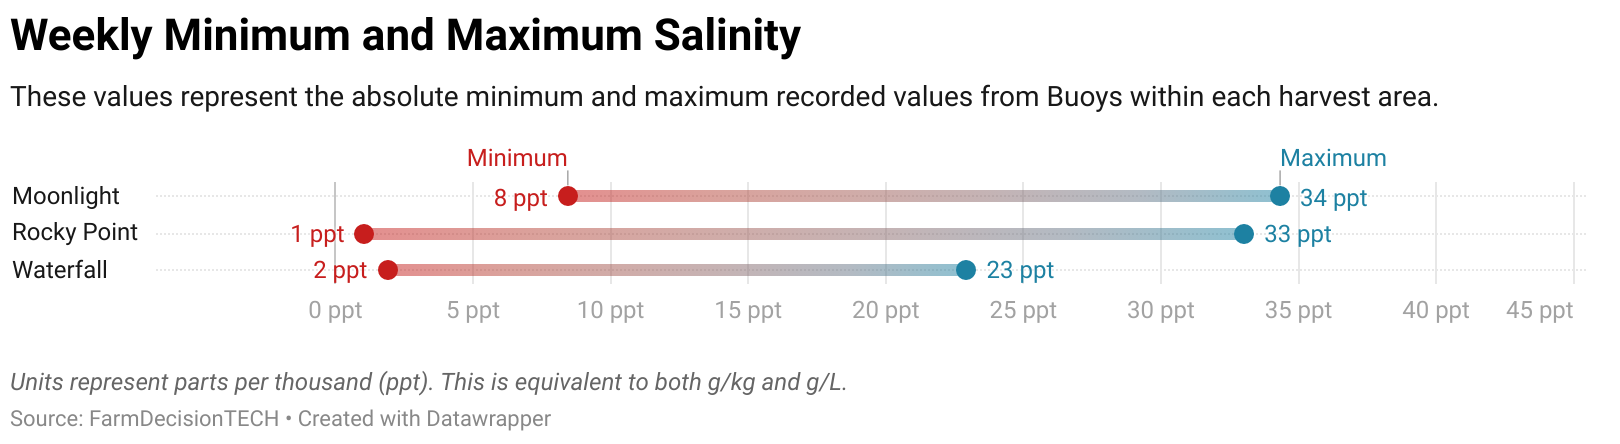 Weekly Minimum and Maximum Salinity
These values represent the absolute minimum and maximum recorded values from Buoys within each harvest area.
Minimum Maximum
Moonlight 8 ppt 34 ppt
Rocky Point 1 ppt 33 ppt
Waterfall 2 ppt 23 ppt
0 ppt 5 ppt 10 ppt 15 ppt 20 ppt 25 ppt 30 ppt 35 ppt 40 ppt 45 ppt
Units represent parts per thousand (ppt). This is equivalent to both g/kg and g/L.
Source: FarmDecisionTECH • Created with Datawrapper